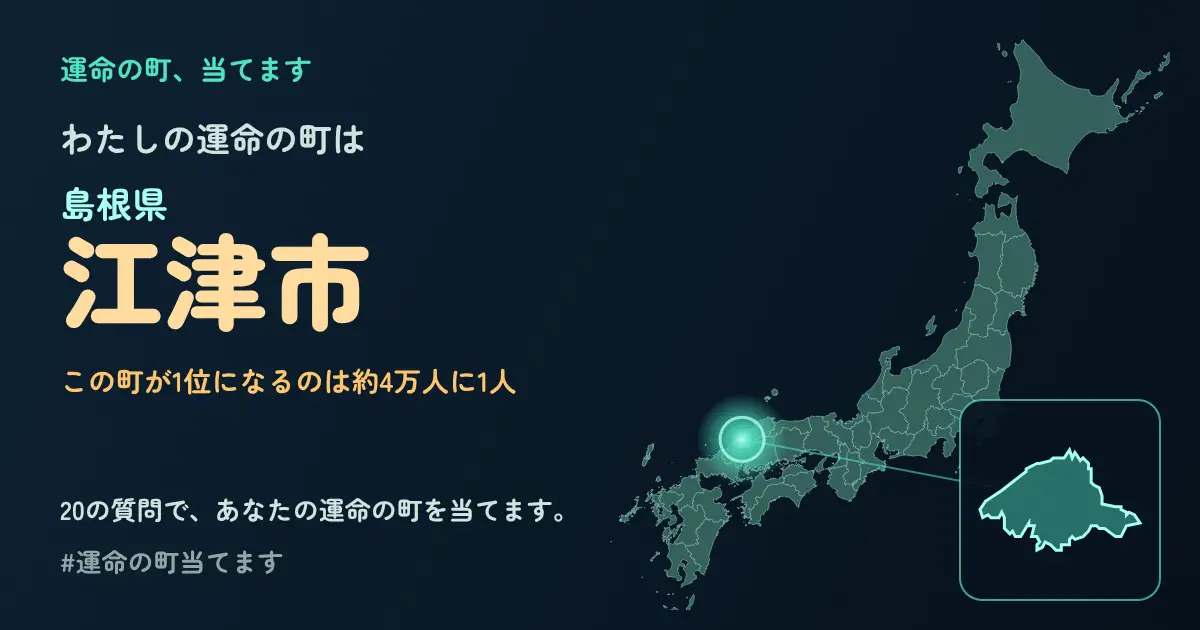 運命の町、当てます
わたしの運命の町は
島根県
江津市
この町が1位になるのは約4万人に1人
20の質問で、あなたの運命の町を当てます。
#運命の町当てます